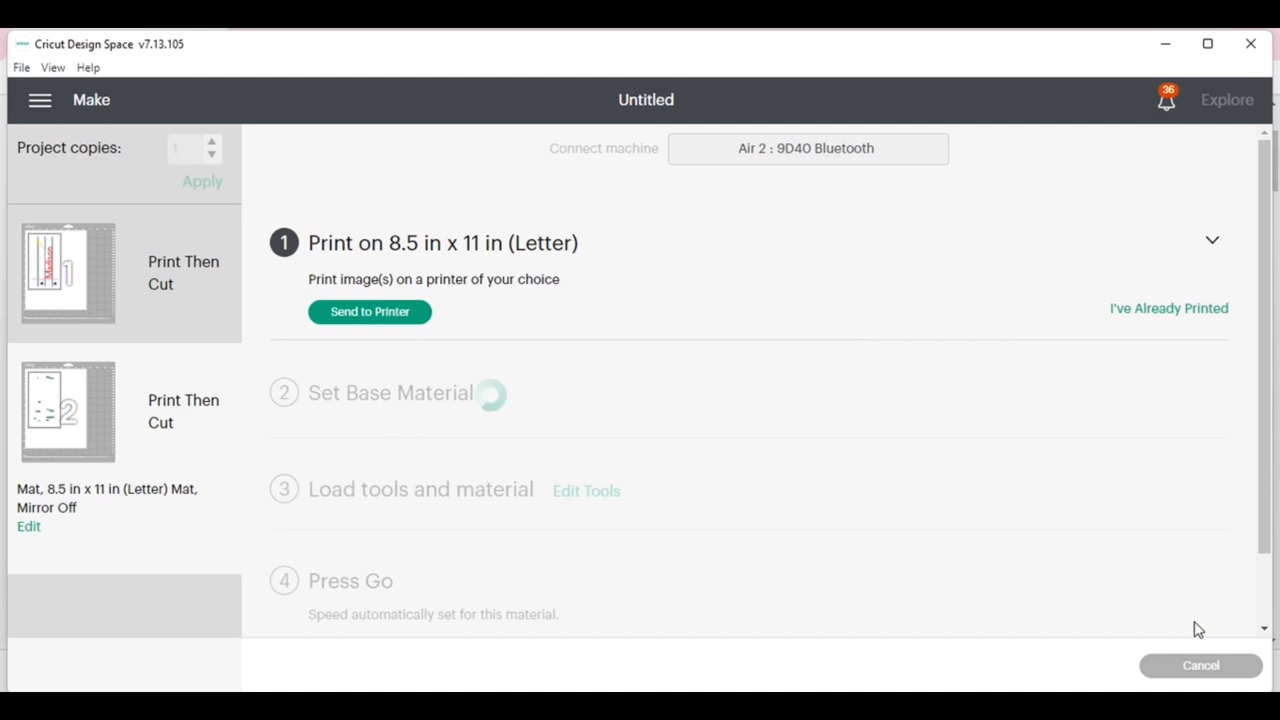 Cricut Design Space v7.13.105
File View Help
Make
Untitled
36
Explore
Project copies:
1
Apply
Connect machine
Air 2 : 9D40 Bluetooth
Madison
1
Print Then
Cut
2
Print Then
Cut
Mat, 8.5 in x 11 in (Letter) Mat,
Mirror Off
Edit
1 Print on 8.5 in x 11 in (Letter)
Print image(s) on a printer of your choice
Send to Printer
I've Already Printed
2 Set Base Material
3 Load tools and material Edit Tools
4 Press Go
Speed automatically set for this material.
Cancel